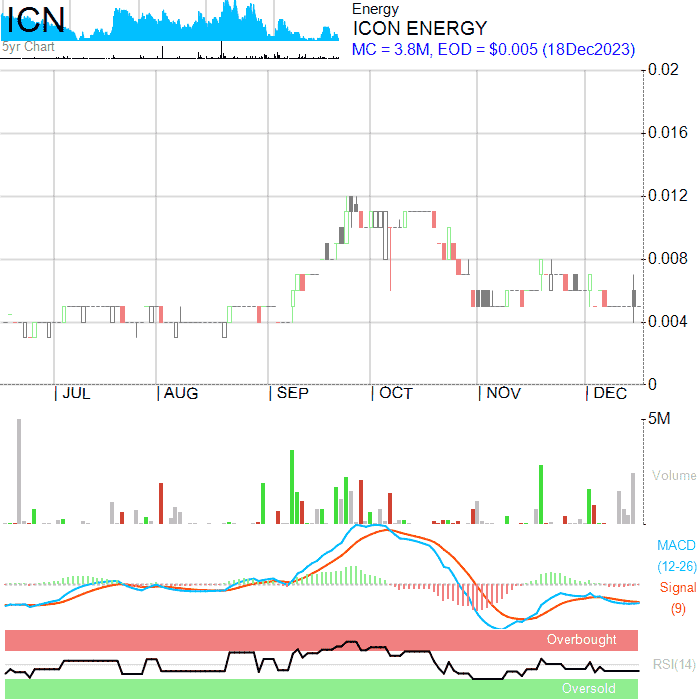 ICN
5yr Chart
Energy
ICON ENERGY
MC = 3.8M, EOD = $0.005 (18Dec2023)
0.02
0.016
0.012
0.008
0.004
0
JUL AUG SEP OCT NOV DEC
5M
Volume
MACD
(12-26)
Signal
(9)
Overbought
RSI(14)
Oversold